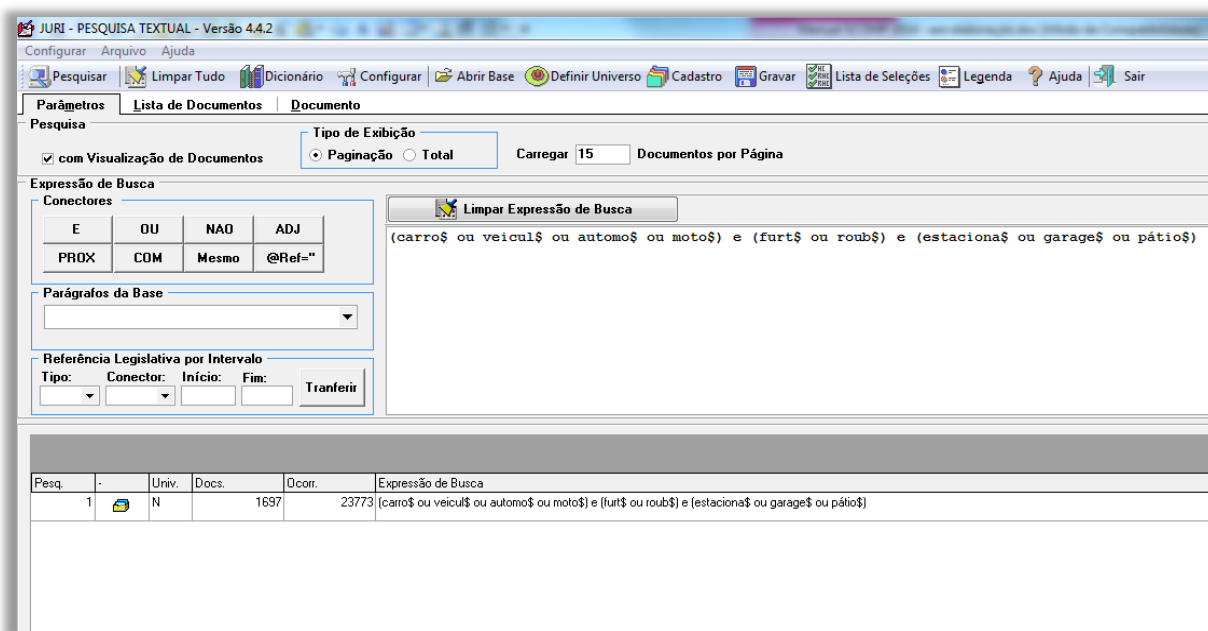 JURI - PESQUISA TEXTUAL - Versão 4.4.2
Configurar Arquivo Ajuda
Pesquisar Limpar Tudo Dicionário Configurar Abrir Base Definir Universo Cadastro Gravar Lista de Seleções Legenda Ajuda Sair
Parâmetros Lista de Documentos Documento
Pesquisa
Tipo de Exibição
com Visualização de Documentos Paginação Total Carregar 15 Documentos por Página
Expressão de Busca
Conectores
Limpar Expressão de Busca
E OU NAO ADJ
(carro$ ou veicul$ ou automo$ ou moto$) e (furt$ ou roub$) e (estaciona$ ou garage$ ou pátio$)
PROX COM Mesmo @Ref="
Parágrafos da Base
Referência Legislativa por Intervalo
Tipo: Conector: Início: Fim:
Tranferir
Pesq. - Univ. Docs. Ocorr. Expressão de Busca
1 N 1697 23773 (carro$ ou veicul$ ou automo$ ou moto$) e (furt$ ou roub$) e (estaciona$ ou garage$ ou pátio$)